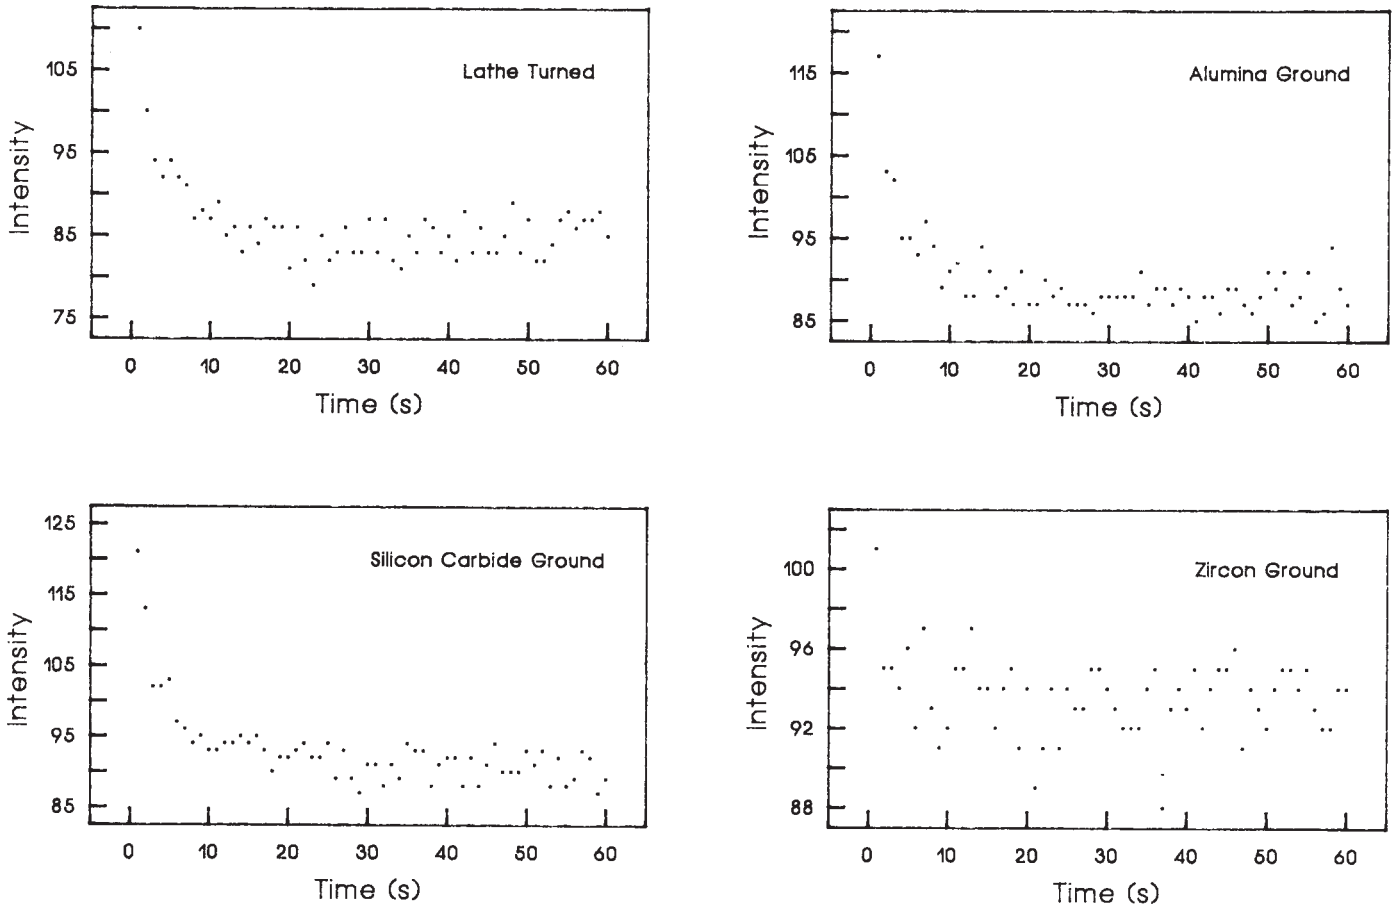 Lathe Turned
105
95
85
75
Intensity
0 10 20 30 40 50 60
Time (s)
Alumina Ground
115
105
95
85
Intensity
0 10 20 30 40 50 60
Time (s)
Silicon Carbide Ground
125
115
105
95
85
Intensity
0 10 20 30 40 50 60
Time (s)
Zircon Ground
100
96
92
88
Intensity
0 10 20 30 40 50 60
Time (s)